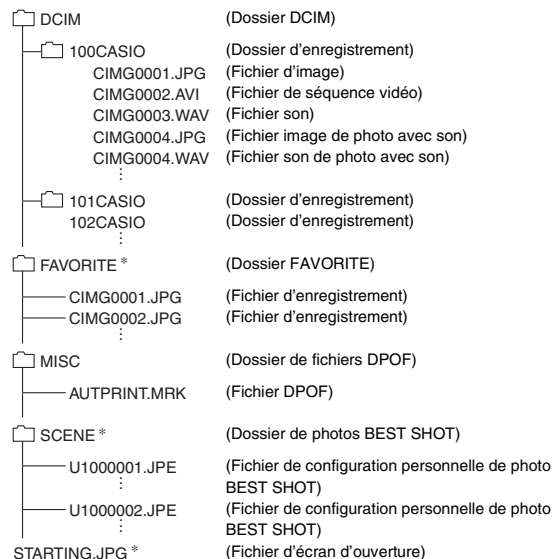 DCIM (Dossier DCIM)
100CASIO (Dossier d'enregistrement)
CIMG0001.JPG (Fichier d'image)
CIMG0002.AVI (Fichier de séquence vidéo)
CIMG0003.WAV (Fichier son)
CIMG0004.JPG (Fichier image de photo avec son)
CIMG0004.WAV (Fichier son de photo avec son)
⋮
101CASIO (Dossier d'enregistrement)
102CASIO (Dossier d'enregistrement)
⋮
FAVORITE * (Dossier FAVORITE)
CIMG0001.JPG (Fichier d'enregistrement)
CIMG0002.JPG (Fichier d'enregistrement)
⋮
MISC (Dossier de fichiers DPOF)
AUTPRINT.MRK (Fichier DPOF)
SCENE * (Dossier de photos BEST SHOT)
U1000001.JPE (Fichier de configuration personnelle de photo
⋮ BEST SHOT)
U1000002.JPE (Fichier de configuration personnelle de photo
⋮ BEST SHOT)
STARTING.JPG * (Fichier d'écran d'ouverture)